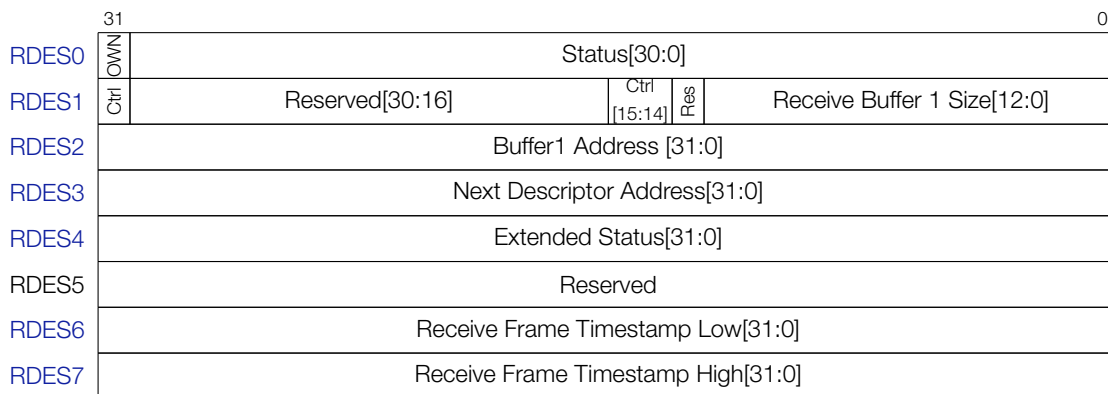 31 0
RDES0 OWN Status[30:0]
RDES1 Ctrl Reserved[30:16] Ctrl [15:14] Res Receive Buffer 1 Size[12:0]
RDES2 Buffer1 Address [31:0]
RDES3 Next Descriptor Address[31:0]
RDES4 Extended Status[31:0]
RDES5 Reserved
RDES6 Receive Frame Timestamp Low[31:0]
RDES7 Receive Frame Timestamp High[31:0]